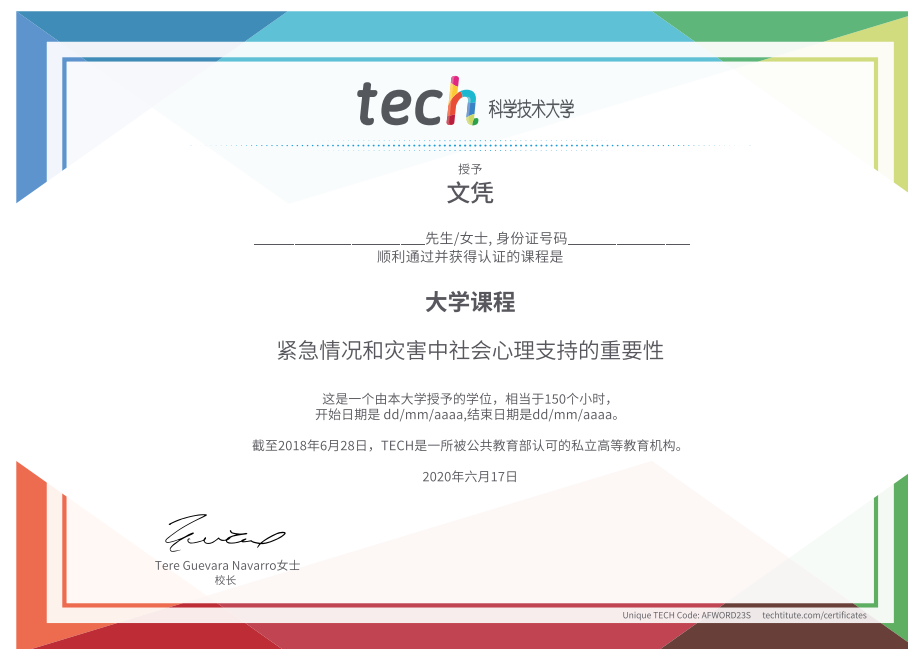 tech 科学技术大学
授予
文凭
先生/女士, 身份证号码
顺利通过并获得认证的课程是
大学课程
紧急情况和灾害中社会心理支持的重要性
这是一个由本大学授予的学位，相当于150个小时，
开始日期是 dd/mm/aaaa,结束日期是dd/mm/aaaa。
截至2018年6月28日，TECH是一所被公共教育部认可的私立高等教育机构。
2020年六月17日
Tere Guevara Navarro女士
校长
Unique TECH Code: AFWORD23S techtitute.com/certificates